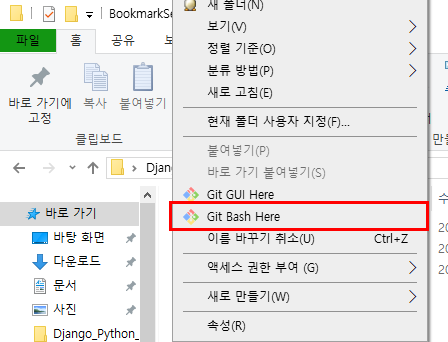 새 폴더(N)
BookmarkSe
보기(V)
파일
홈
공유
보
정렬 기준(O)
분류 방법(P)
새로 고침(E)
바로 가기에
고정
복사
붙여넣기
현재 폴더 사용자 지정(F)...
클립보드
붙여넣기(P)
바로 가기 붙여넣기(S)
Djang
Git GUI Here
바로 가기
Git Bash Here
바탕 화면
이름 바꾸기 취소(U)
Ctrl+Z
다운로드
액세스 권한 부여 (G)
문서
새로 만들기(W)
사진
속성(R)
Django_Python_